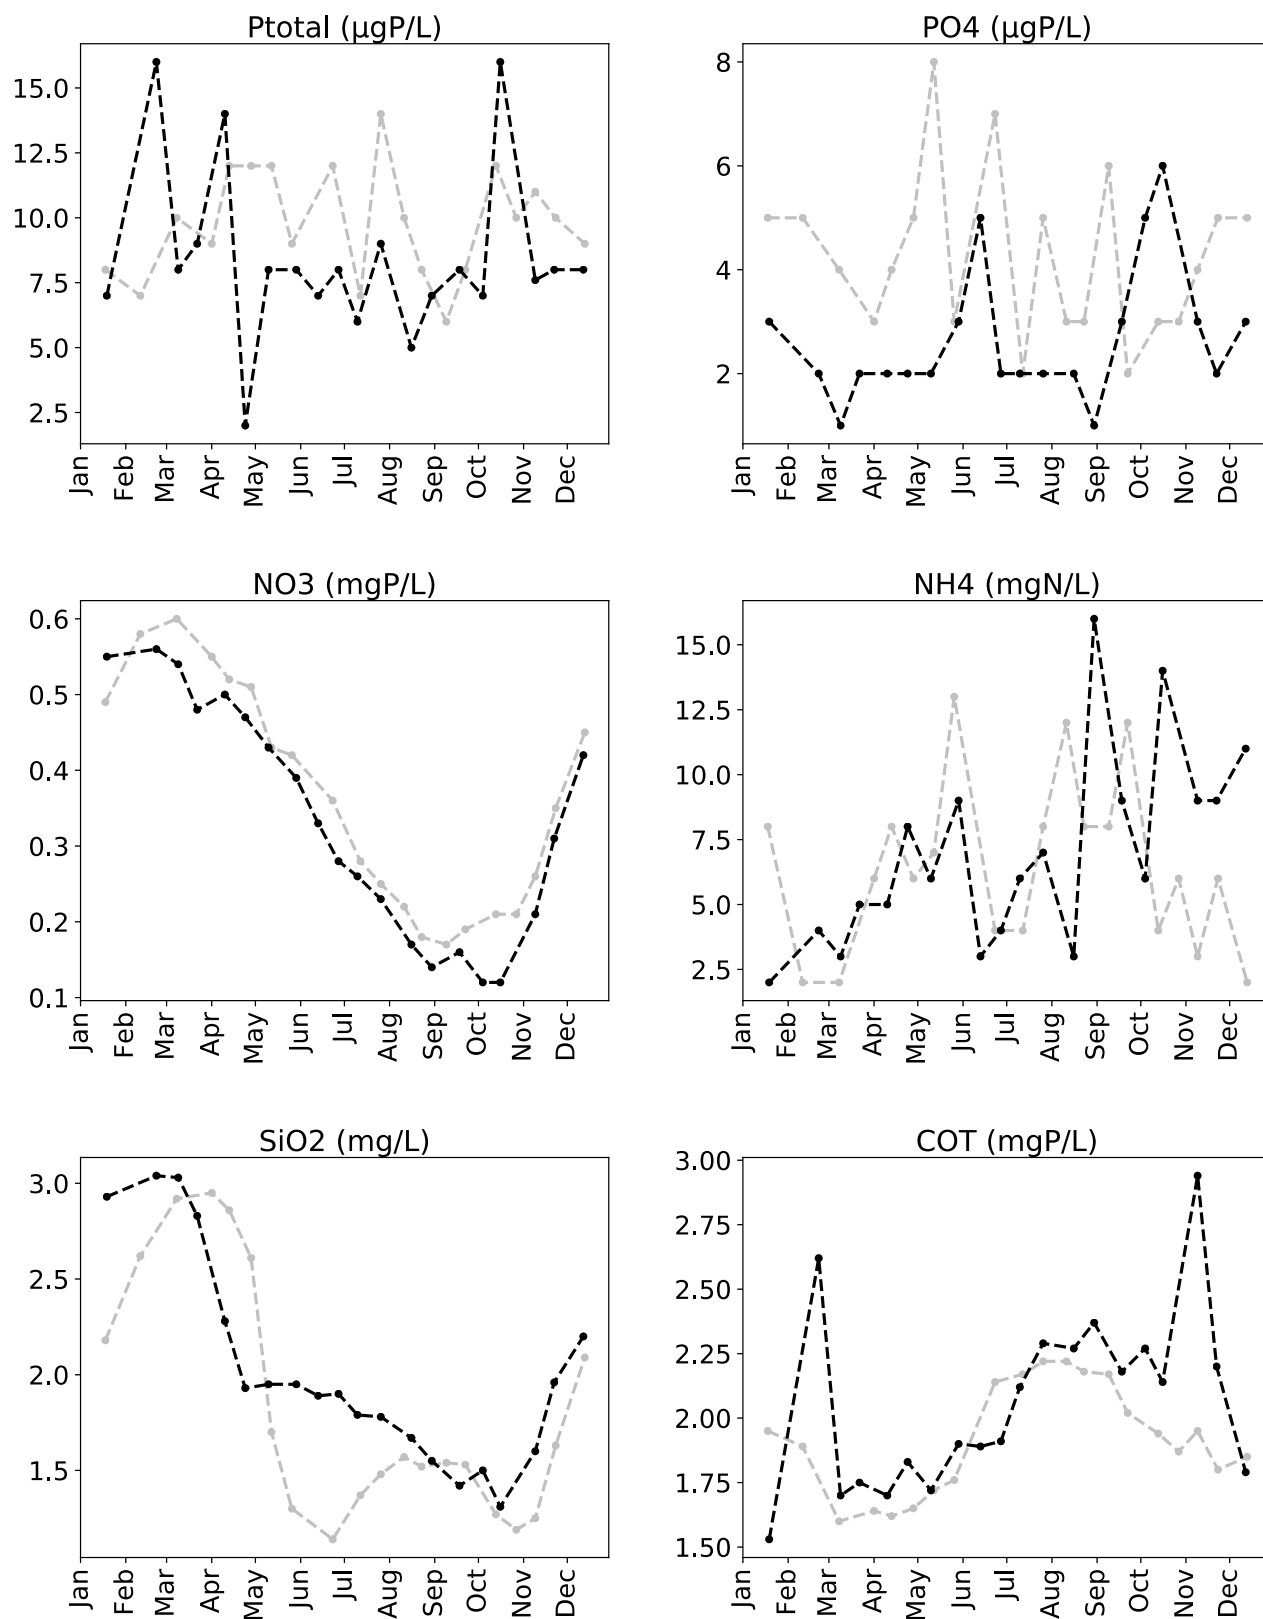 Ptotal (µgP/L)
15.0
12.5
10.0
7.5
5.0
2.5
Jan Feb Mar Apr May Jun Jul Aug Sep Oct Nov Dec
PO4 (µgP/L)
8
6
4
2
Jan Feb Mar Apr May Jun Jul Aug Sep Oct Nov Dec
NO3 (mgP/L)
0.6
0.5
0.4
0.3
0.2
0.1
Jan Feb Mar Apr May Jun Jul Aug Sep Oct Nov Dec
NH4 (mgN/L)
15.0
12.5
10.0
7.5
5.0
2.5
Jan Feb Mar Apr May Jun Jul Aug Sep Oct Nov Dec
SiO2 (mg/L)
3.0
2.5
2.0
1.5
Jan Feb Mar Apr May Jun Jul Aug Sep Oct Nov Dec
COT (mgP/L)
3.00
2.75
2.50
2.25
2.00
1.75
1.50
Jan Feb Mar Apr May Jun Jul Aug Sep Oct Nov Dec